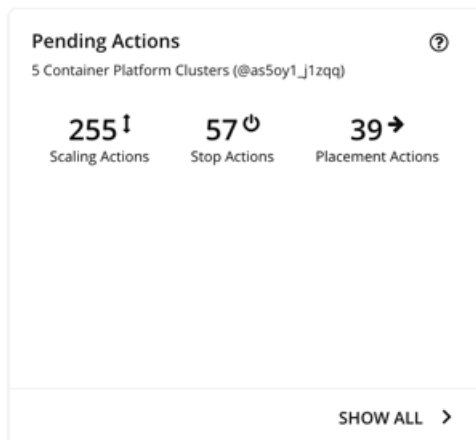 Pending Actions
5 Container Platform Clusters (@as5oy1_j1zqq)
255 57 39
Scaling Actions Stop Actions Placement Actions
SHOW ALL